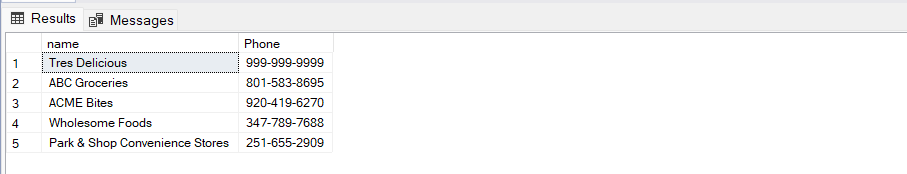 Results Messages
name Phone
1 Tres Delicious 999-999-9999
2 ABC Groceries 801-583-8695
3 ACME Bites 920-419-6270
4 Wholesome Foods 347-789-7688
5 Park & Shop Convenience Stores 251-655-2909